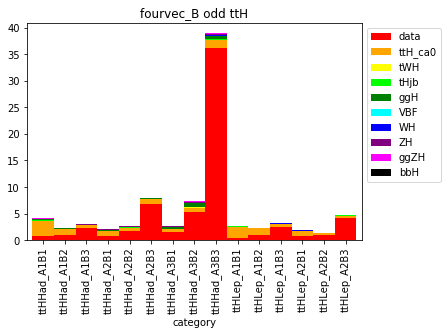 fourvec_B odd ttH
40
35
30
25
20
15
10
5
0
data
ttH_ca0
tWH
tHjb
ggH
VBF
WH
ZH
ggZH
bbH
ttHHad_A1B1
ttHHad_A1B2
ttHHad_A1B3
ttHHad_A2B1
ttHHad_A2B2
ttHHad_A2B3
ttHHad_A3B1
ttHHad_A3B2
ttHHad_A3B3
ttHLep_A1B1
ttHLep_A1B2
ttHLep_A1B3
ttHLep_A2B1
ttHLep_A2B2
ttHLep_A2B3
category